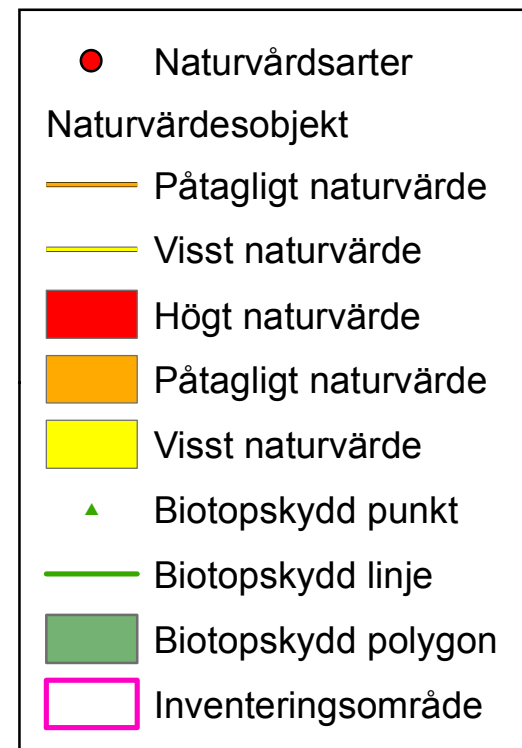 Naturvårdsarter
Naturvärdesobjekt
Påtagligt naturvärde
Visst naturvärde
Högt naturvärde
Påtagligt naturvärde
Visst naturvärde
Biotopskydd punkt
Biotopskydd linje
Biotopskydd polygon
Inventeringsområde